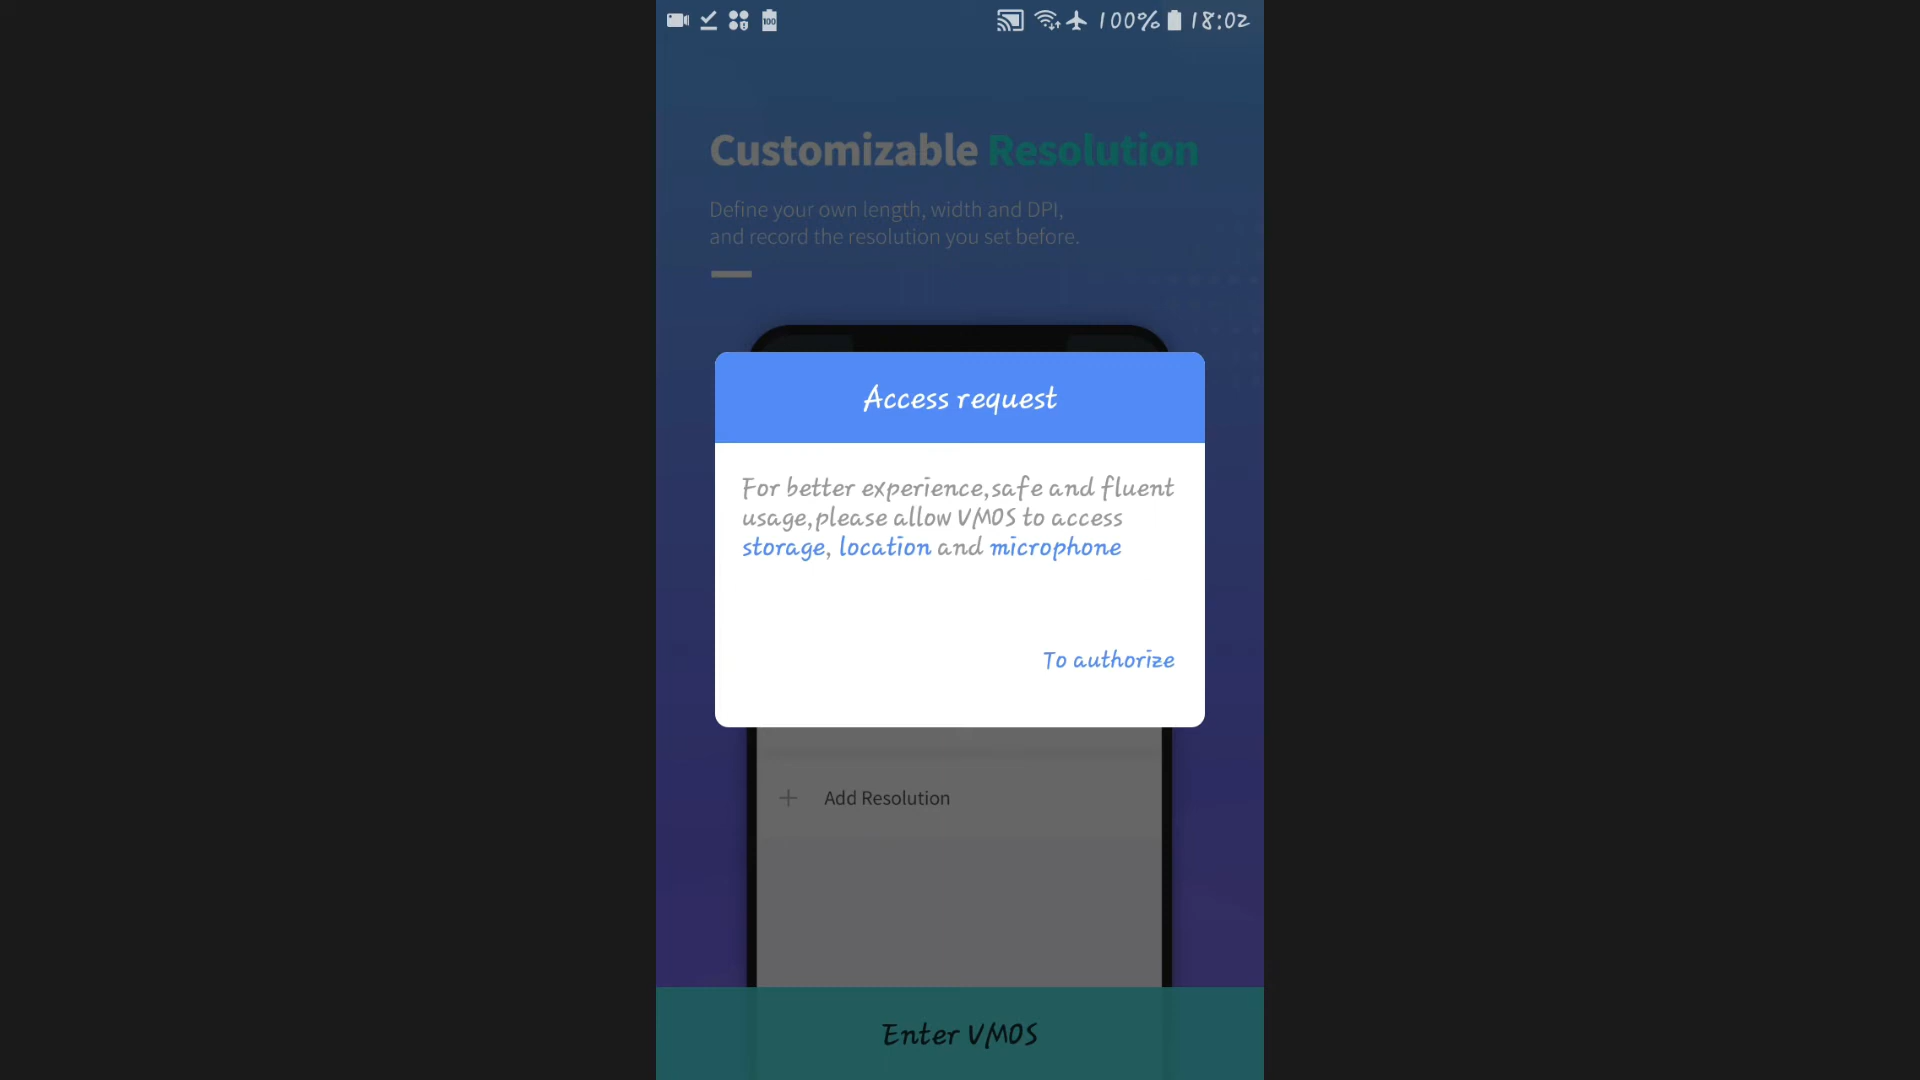 100% 18:02
Customizable Resolution
Define your own length, width and DPI,
and record the resolution you set before.
Access request
For better experience,safe and fluent
usage,please allow VMOS to access
storage, location and microphone
To authorize
Add Resolution
Enter VMOS